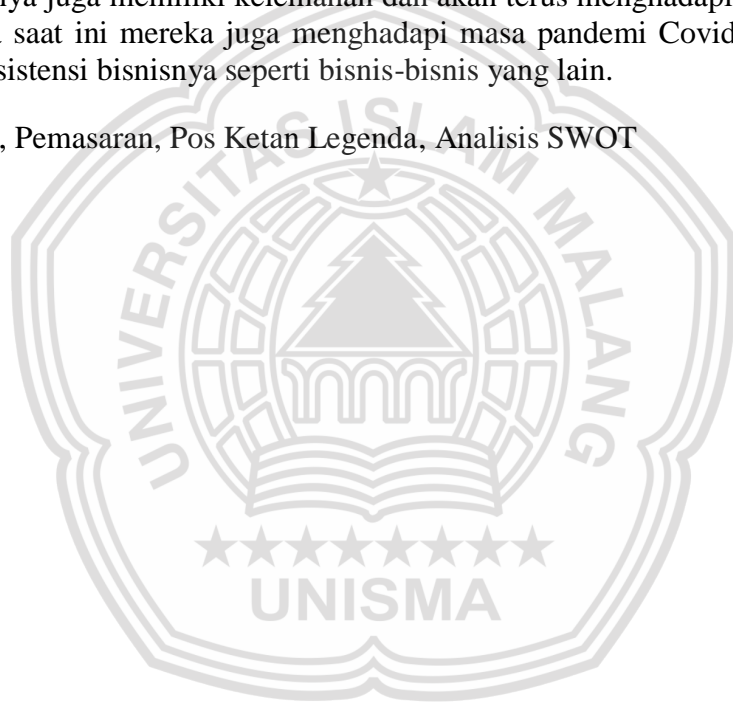 ya juga memiliki kelemahan dan akan terus menghadapi
saat ini mereka juga menghadapi masa pandemi Covid
sistensi bisnisnya seperti bisnis-bisnis yang lain.
, Pemasaran, Pos Ketan Legenda, Analisis SWOT
UNIVERSITAS ISLAM MALANG
UNISMA